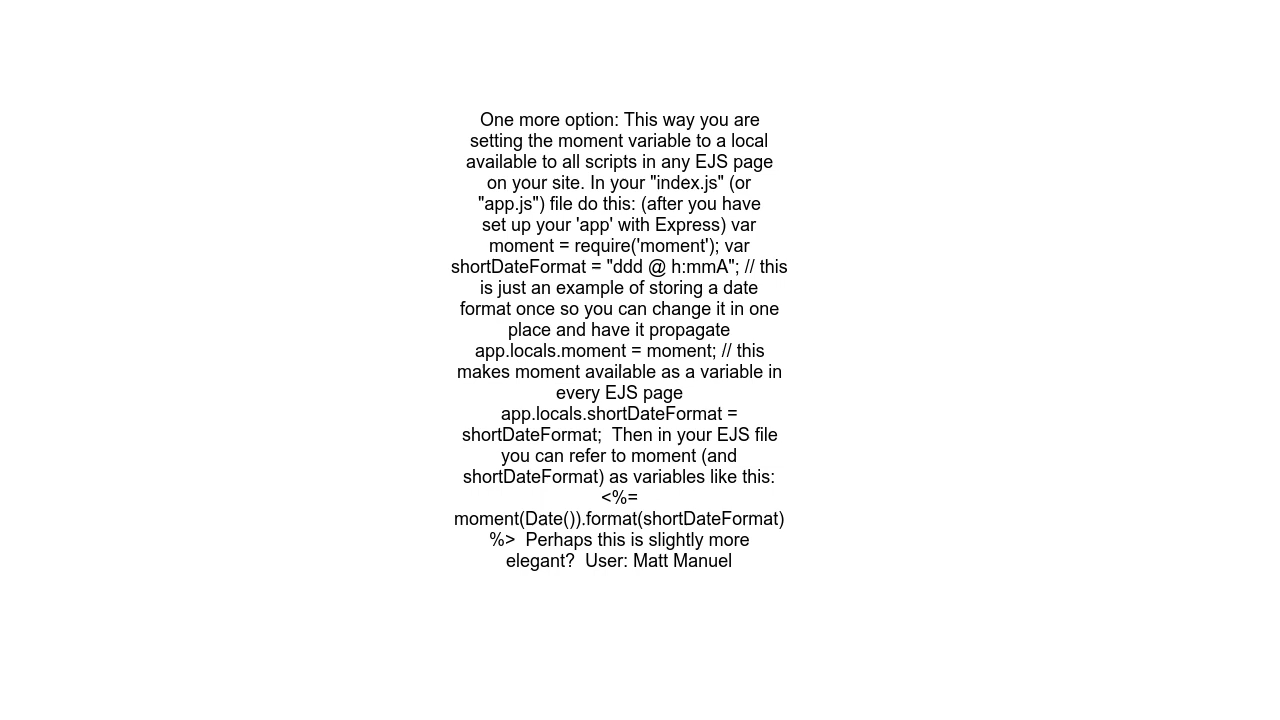 One more option: This way you are
setting the moment variable to a local
available to all scripts in any EJS page
on your site. In your "index.js" (or
"app.js") file do this: (after you have
set up your 'app' with Express) var
moment = require('moment'); var
shortDateFormat = "ddd @ h:mmA"; // this
is just an example of storing a date
format once so you can change it in one
place and have it propagate
app.locals.moment = moment; // this
makes moment available as a variable in
every EJS page
app.locals.shortDateFormat =
shortDateFormat;  Then in your EJS file
you can refer to moment (and
shortDateFormat) as variables like this:
<%=
moment(Date()).format(shortDateFormat)
%>  Perhaps this is slightly more
elegant?  User: Matt Manuel